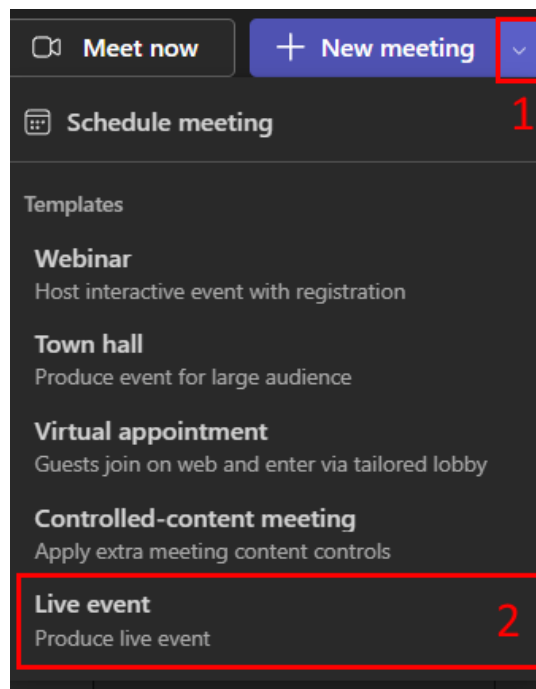 Meet now
New meeting
1
Schedule meeting
Templates
Webinar
Host interactive event with registration
Town hall
Produce event for large audience
Virtual appointment
Guests join on web and enter via tailored lobby
Controlled-content meeting
Apply extra meeting content controls
Live event
Produce live event
2